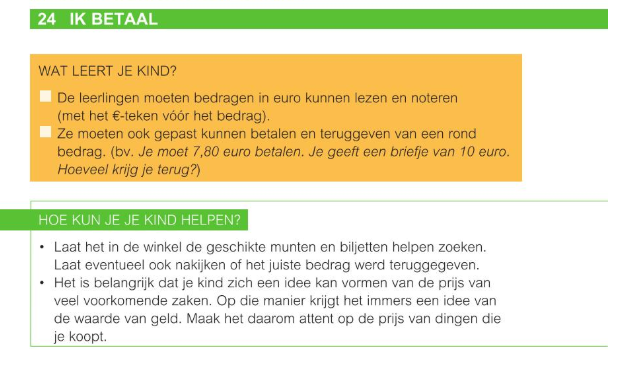 24 IK BETAAL
WAT LEERT JE KIND?
De leerlingen moeten bedragen in euro kunnen lezen en noteren
(met het €-teken vóór het bedrag).
Ze moeten ook gepast kunnen betalen en teruggeven van een rond
bedrag. (bv. Je moet 7,80 euro betalen. Je geeft een briefje van 10 euro.
Hoeveel krijg je terug?)
HOE KUN JE JE KIND HELPEN?
• Laat het in de winkel de geschikte munten en biljetten helpen zoeken.
Laat eventueel ook nakijken of het juiste bedrag werd teruggegeven.
• Het is belangrijk dat je kind zich een idee kan vormen van de prijs van
veel voorkomende zaken. Op die manier krijgt het immers een idee van
de waarde van geld. Maak het daarom attent op de prijs van dingen die
je koopt.